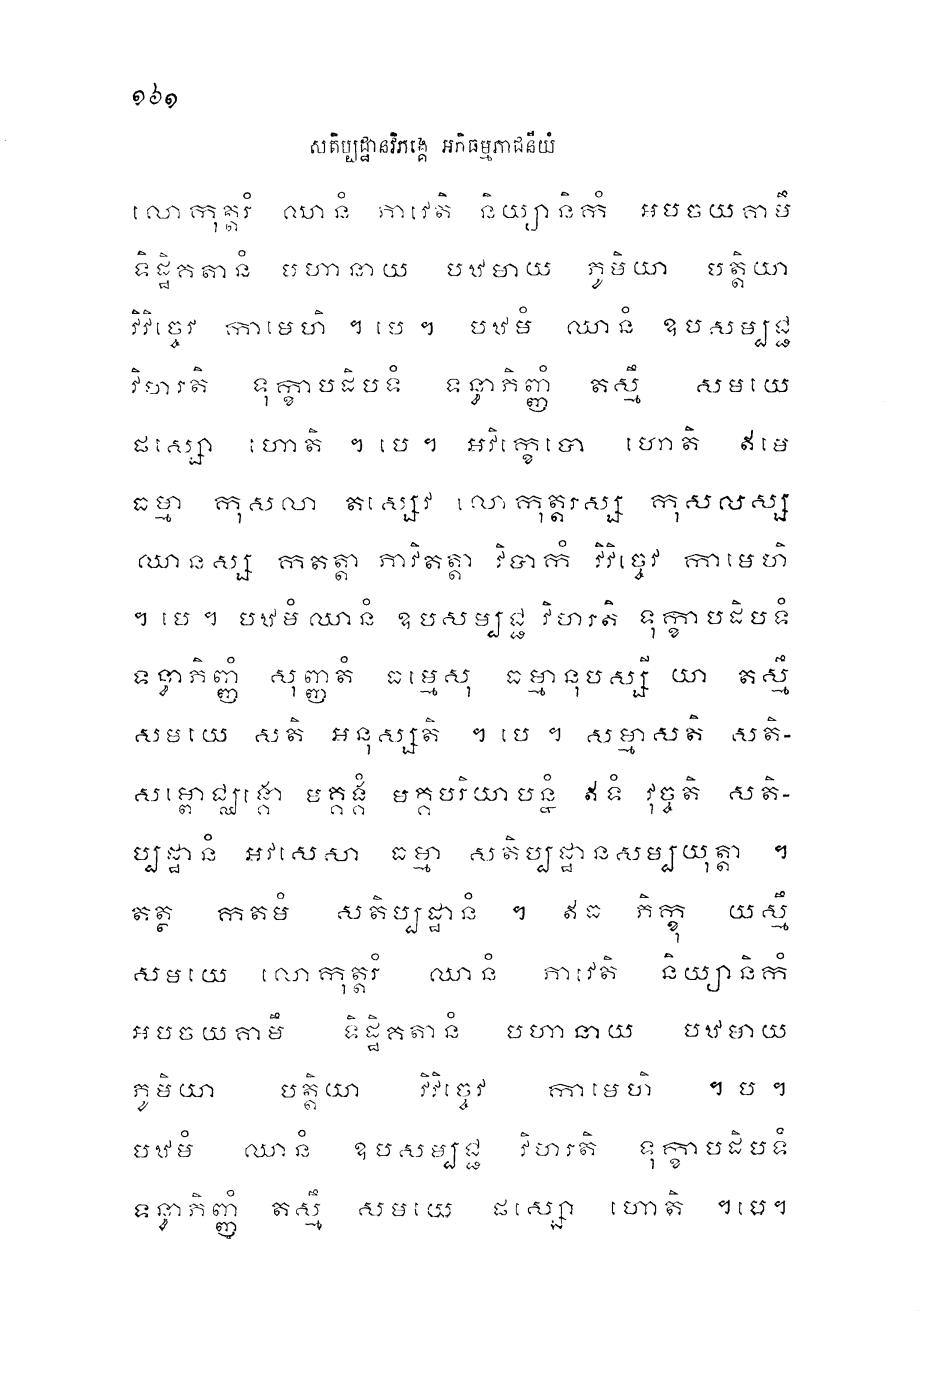 ១៦១
សតិប្បដ្ឋានវិភង្គេ អភិធម្មភាជនីយំ
លោកុត្តរំ ឈានំ ភាវេតិ និយ្យានិកំ អបចយគាមឹ
ទិដ្ឋិគតានំ បហានាយ បឋមាយ ភូមិយា បត្តិយា
វិវិច្ចេវ កាមេហិ ។ បេ ។ បឋមំ ឈានំ ឧបសម្បជ្ជ
វិហរតិ ទុក្ខាបដិបទំ ទន្ធាភិញ្ញំ តស្មឹ សមយេ
ផស្សោ ហោតិ ។ បេ ។ អវិក្ខេបោ ហោតិ ឥមេ
ធម្មា កុសលា តស្សេវ លោកុត្តរស្ស កុសលស្ស
ឈានស្ស កតត្តា ភាវិតត្តា វិបាកំ វិវិច្ចេវ កាមេហិ
។ បេ ។ បឋមំឈានំ ឧបសម្បជ្ជ វិហរតិ ទុក្ខាបដិបទំ
ទន្ធាភិញ្ញំ សុញ្ញតំ ធម្មេសុ ធម្មានុបស្សី យា តស្មឹ
សមយេ សតិ អនុស្សតិ ។ បេ ។ សម្មាសតិ សតិ-
សម្ពោជ្ឈង្គោ មគ្គង្គំ មគ្គបរិយាបន្នំ ឥទំ វុច្ចតិ សតិ-
ប្បដ្ឋានំ អវសេសា ធម្មា សតិប្បដ្ឋានសម្បយុត្តា ។
តត្ថ កតមំ សតិប្បដ្ឋានំ ។ ឥធ ភិក្ខុ យស្មឹ
សមយេ លោកុត្តរំ ឈានំ ភាវេតិ និយ្យានិកំ
អបចយគាមឹ ទិដ្ឋិគតានំ បហានាយ បឋមាយ
ភូមិយា បត្តិយា វិវិច្ចេវ កាមេហិ ។ ប ។
បឋមំ ឈានំ ឧបសម្បជ្ជ វិហរតិ ទុក្ខាបដិបទំ
ទន្ធាភិញ្ញំ តស្មឹ សមយេ ផស្សោ ហោតិ ។បេ។